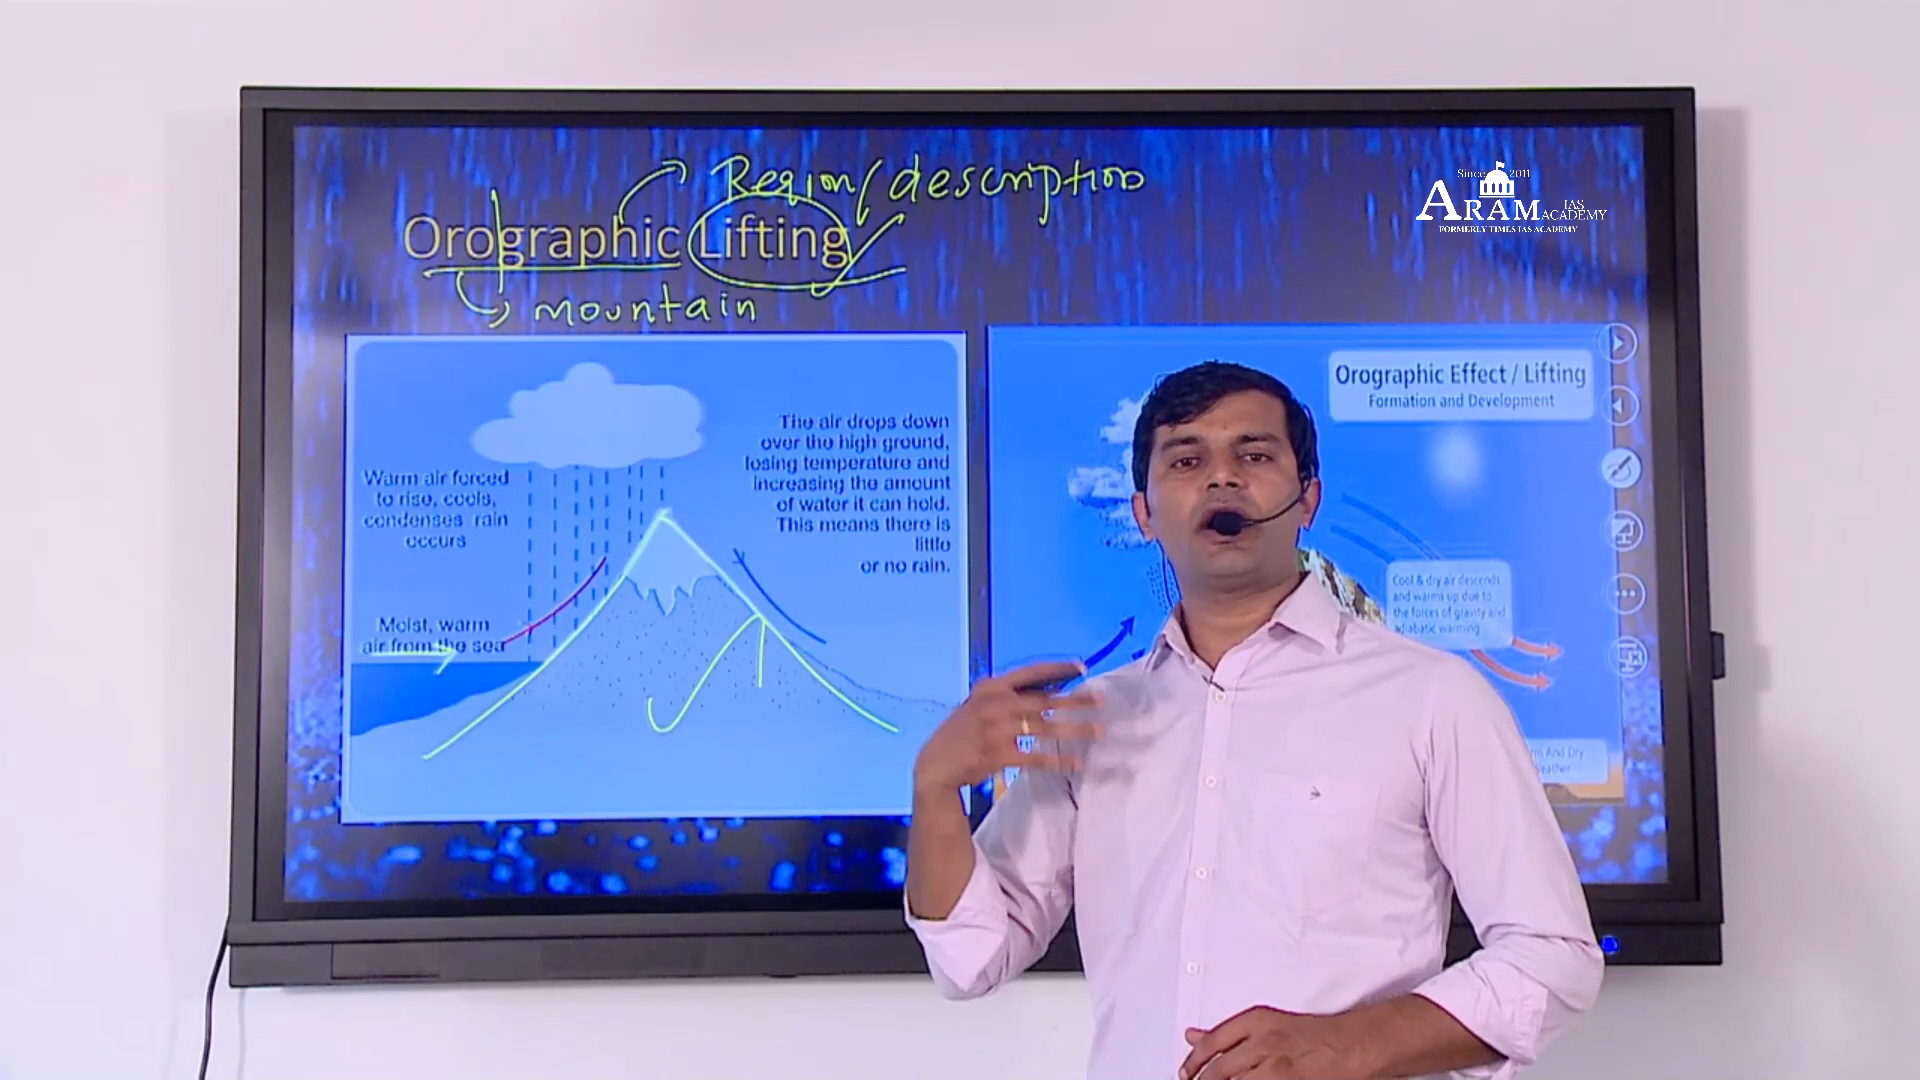 Region/description
Since 2011
ARAM IAS ACADEMY
FORMERLY TIMES IAS ACADEMY
Orographic Lifting
mountain
Warm air forced
to rise, cools,
condenses rain
occurs
Moist, warm
air from the sea
The air drops down
over the high ground,
losing temperature and
increasing the amount
of water it can hold.
This means there is
little
or no rain.
Orographic Effect / Lifting
Formation and Development
Cool & dry air descends
and warms up due to
the forces of gravity and
adiabatic warming
And Dry